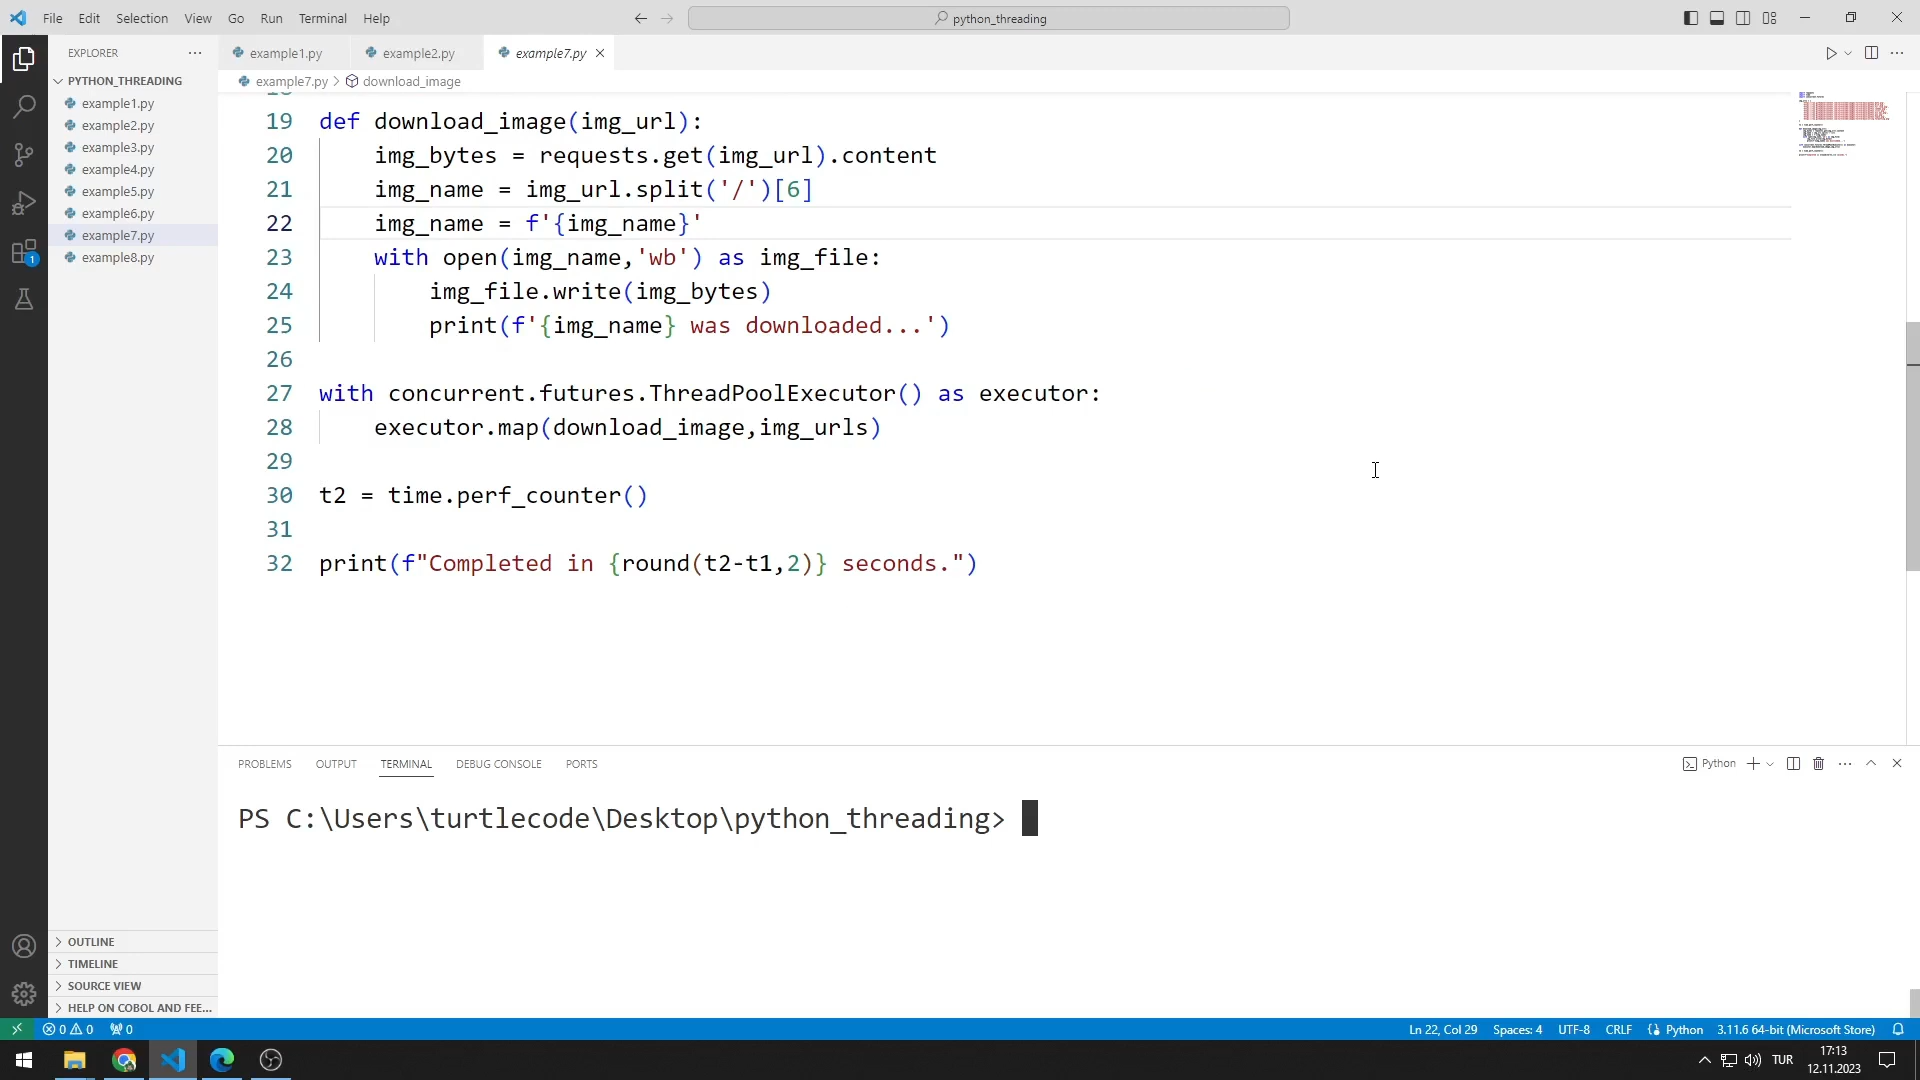 File Edit Selection View Go Run Terminal Help
python_threading
EXPLORER
example1.py
example2.py
example7.py
PYTHON_THREADING
example7.py > download_image
example1.py
example2.py
example3.py
example4.py
example5.py
example6.py
example7.py
example8.py
19 def download_image(img_url):
20 img_bytes = requests.get(img_url).content
21 img_name = img_url.split('/')[6]
22 img_name = f'{img_name}'
23 with open(img_name,'wb') as img_file:
24 img_file.write(img_bytes)
25 print(f'{img_name} was downloaded...')
26
27 with concurrent.futures.ThreadPoolExecutor() as executor:
28 executor.map(download_image,img_urls)
29
30 t2 = time.perf_counter()
31
32 print(f"Completed in {round(t2-t1,2)} seconds.")
PROBLEMS OUTPUT TERMINAL DEBUG CONSOLE PORTS
Python
PS C:\Users\turtlecode\Desktop\python_threading>
1
OUTLINE
TIMELINE
SOURCE VIEW
HELP ON COBOL AND FEE...
0 0 0
Ln 22, Col 29 Spaces: 4 UTF-8 CRLF Python 3.11.6 64-bit (Microsoft Store)
TUR
17:13
12.11.2023